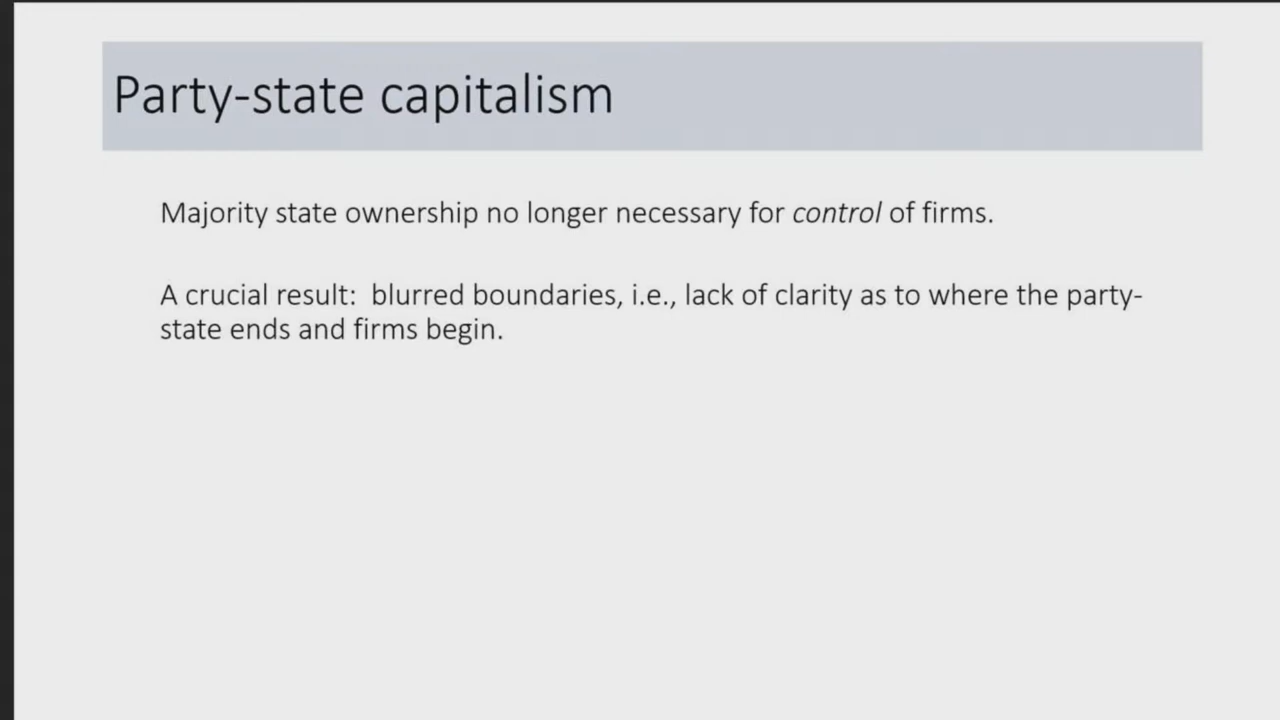 Party-state capitalism
Majority state ownership no longer necessary for control of firms.
A crucial result:  blurred boundaries, i.e., lack of clarity as to where the party-
state ends and firms begin.